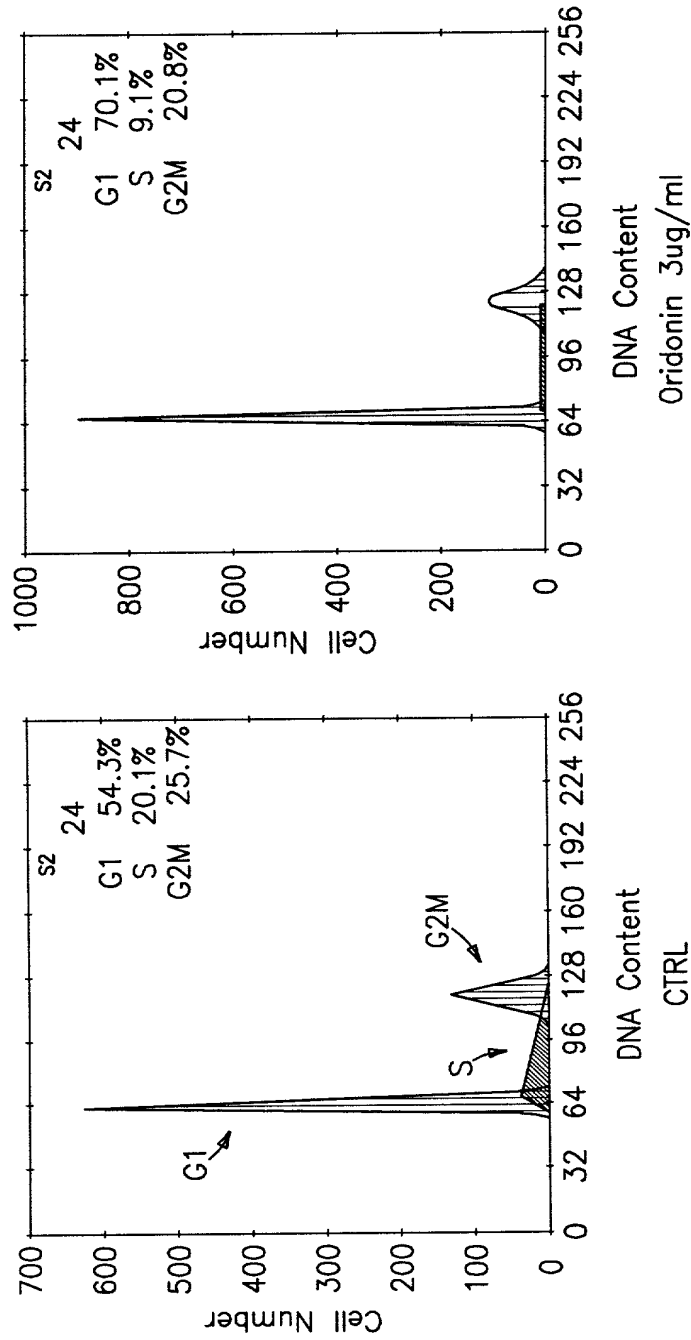 700
600
500
400
300
200
100
0
Cell Number
S2
24
G1 54.3%
S 20.1%
G2M 25.7%
G1
S
G2M
0 32 64 96 128 160 192 224 256
DNA Content
CTRL
1000
800
600
400
200
0
Cell Number
S2
24
G1 70.1%
S 9.1%
G2M 20.8%
0 32 64 96 128 160 192 224 256
DNA Content
Oridonin 3ug/ml